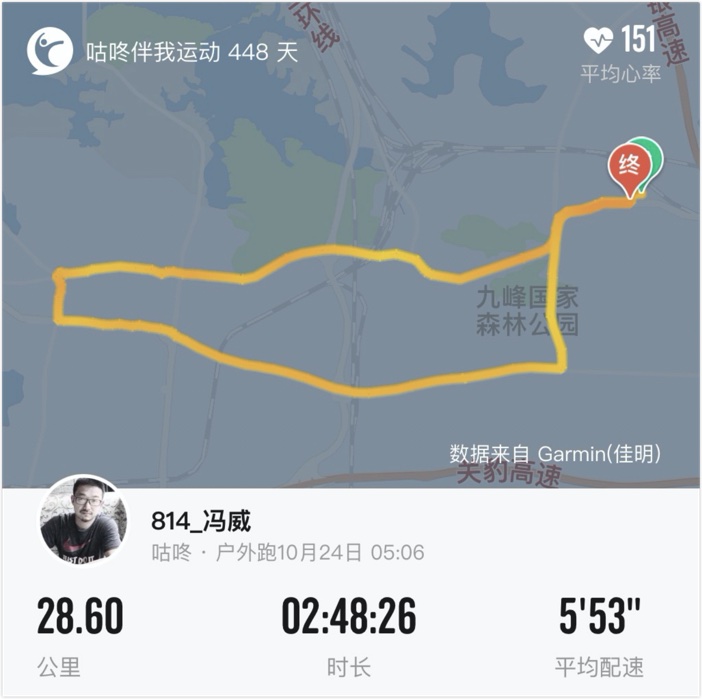 咕咚伴我运动 448 天
151
平均心率
环线
高速
终
九峰国家
森林公园
数据来自 Garmin(佳明)
天豹高速
814_冯威
咕咚 · 户外跑10月24日 05:06
28.60
02:48:26
5'53"
公里
时长
平均配速